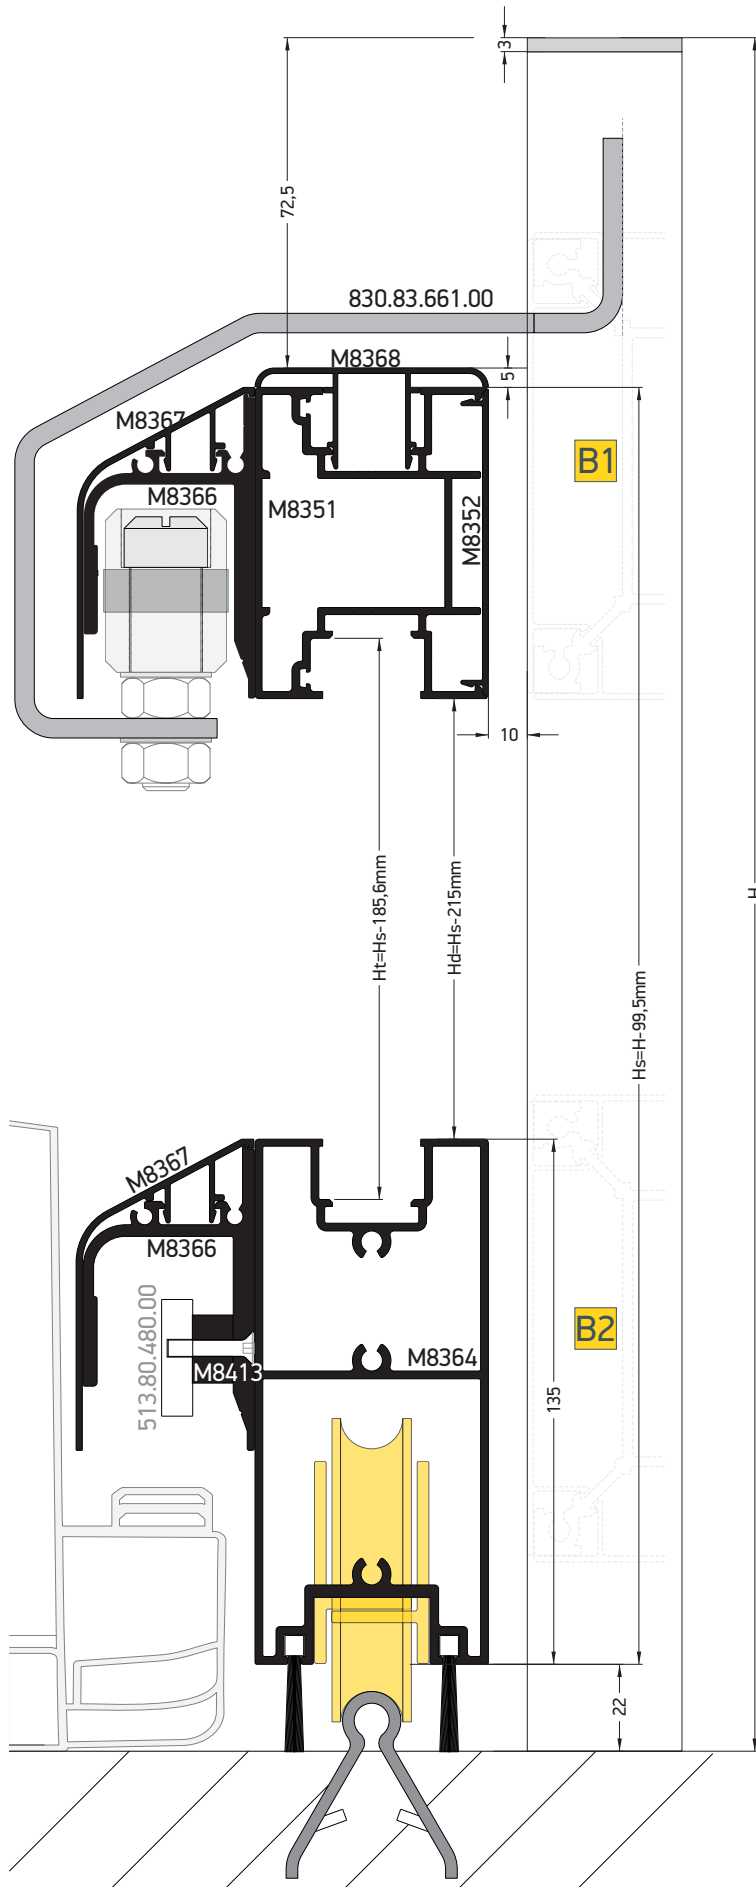 3
72,5
830.83.661.00
M8368
5
M8367
M8366
M8351
M8352
B1
10
Ht=Hs-185,6mm
Hd=Hs-215mm
H
Hs=H-99,5mm
M8367
M8366
513.80.480.00
M8413
M8364
B2
135
22